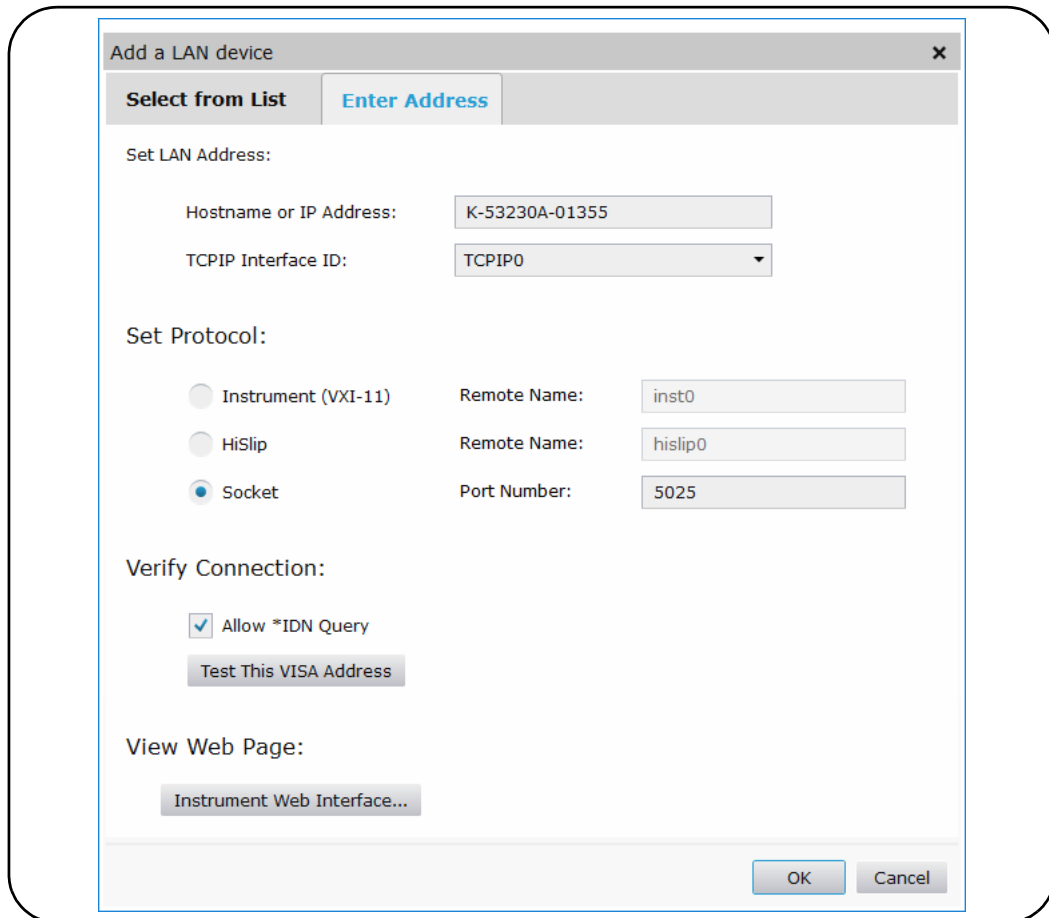 Add a LAN device
Select from List
Enter Address
Set LAN Address:
Hostname or IP Address:
K-53230A-01355
TCPIP Interface ID:
TCPIP0
Set Protocol:
Instrument (VXI-11)
Remote Name:
inst0
HiSlip
Remote Name:
hislip0
Socket
Port Number:
5025
Verify Connection:
Allow *IDN Query
Test This VISA Address
View Web Page:
Instrument Web Interface...
OK
Cancel